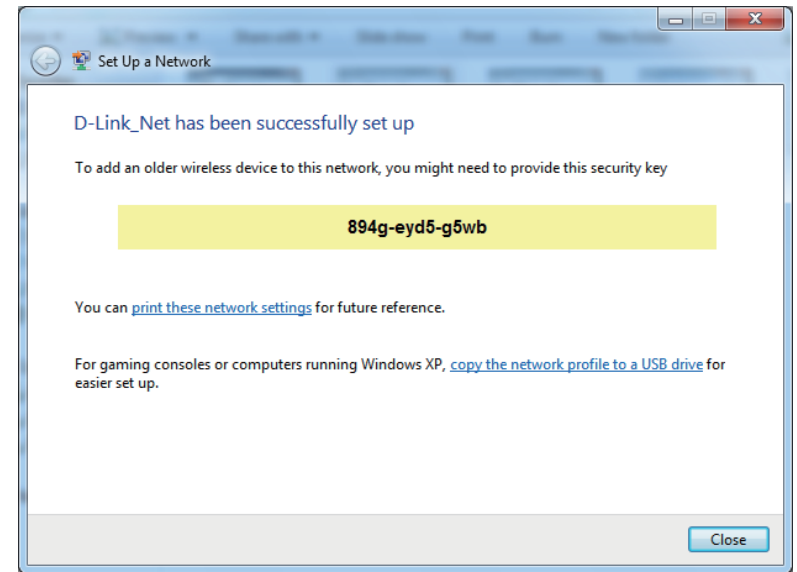 Set Up a Network
D-Link_Net has been successfully set up
To add an older wireless device to this network, you might need to provide this security key
894g-eyd5-g5wb
You can print these network settings for future reference.
For gaming consoles or computers running Windows XP, copy the network profile to a USB drive for
easier set up.
Close